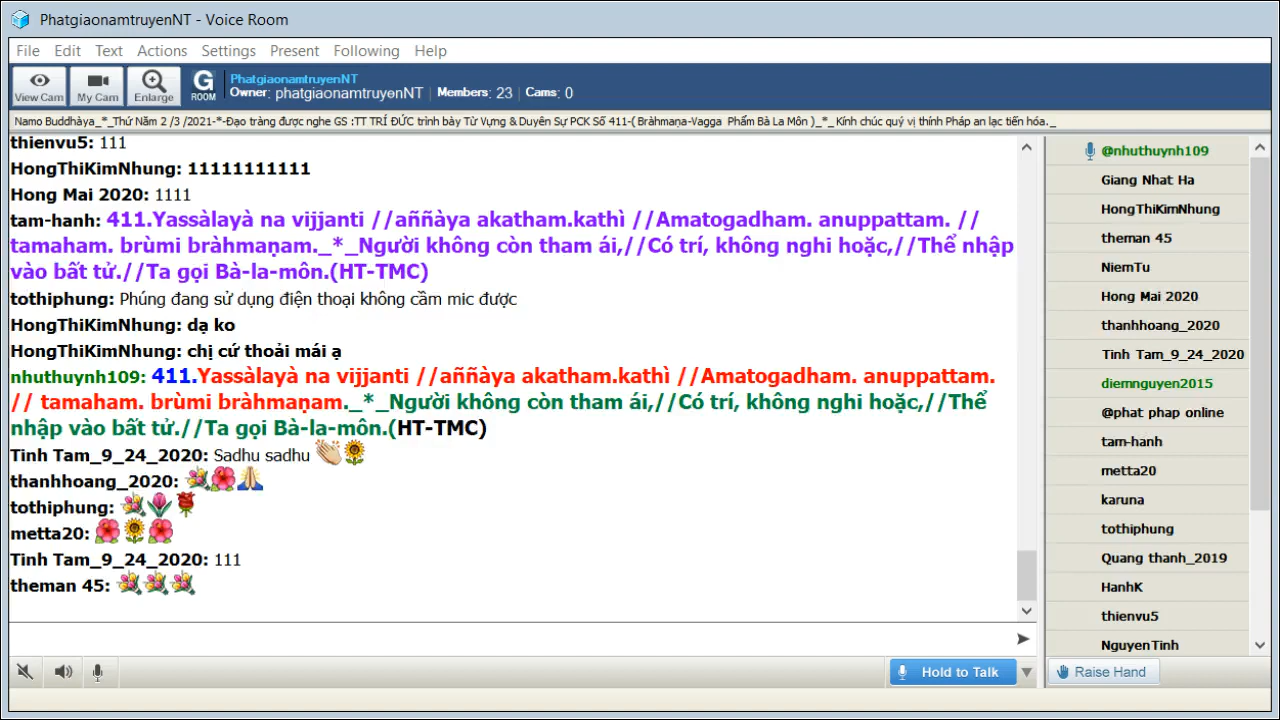 PhatgiaonamtruyenNT - Voice Room
File Edit Text Actions Settings Present Following Help
View Cam My Cam Enlarge G ROOM PhatgiaonamtruyenNT
Owner: phatgiaonamtruyenNT | Members: 23 | Cams: 0
Namo Buddhàya_*_Thứ Năm 2 /3 /2021-*-Đạo tràng được nghe GS :TT TRÍ ĐỨC trình bày Từ Vựng & Duyên Sự PCK Số 411-( Bràhmaṇa-Vagga Phẩm Bà La Môn )_*_ Kính chúc quý vị thính Pháp an lạc tiến hóa._
thienvu5: 111
HongThiKimNhung: 11111111111
Hong Mai 2020: 1111
tam-hanh: 411.Yassàlayà na vijjanti //aññàya akatham.kathì //Amatogadham. anuppattam. //
tamaham. brùmi bràhmaṇam._*_Người không còn tham ái,//Có trí, không nghi hoặc,//Thể nhập
vào bất tử.//Ta gọi Bà-la-môn.(HT-TMC)
tothiphung: Phúng đang sử dụng điện thoại không cầm mic được
HongThiKimNhung: dạ ko
HongThiKimNhung: chị cứ thoải mái ạ
nhuthuynh109: 411.Yassàlayà na vijjanti //aññàya akatham.kathì //Amatogadham. anuppattam.
// tamaham. brùmi bràhmaṇam._*_Người không còn tham ái,//Có trí, không nghi hoặc,//Thể
nhập vào bất tử.//Ta gọi Bà-la-môn.(HT-TMC)
Tinh Tam_9_24_2020: Sadhu sadhu 👏🌻
thanhhoang_2020: 💐🌺🙏
tothiphung: 💐🌷🌹
metta20: 🌺🌻🌺
Tinh Tam_9_24_2020: 111
theman 45: 💐💐💐
@nhuthuynh109
Giang Nhat Ha
HongThiKimNhung
theman 45
NiemTu
Hong Mai 2020
thanhhoang_2020
Tinh Tam_9_24_2020
diemnguyen2015
@phat phap online
tam-hanh
metta20
karuna
tothiphung
Quang thanh_2019
HanhK
thienvu5
NguyenTinh
Hold to Talk
Raise Hand